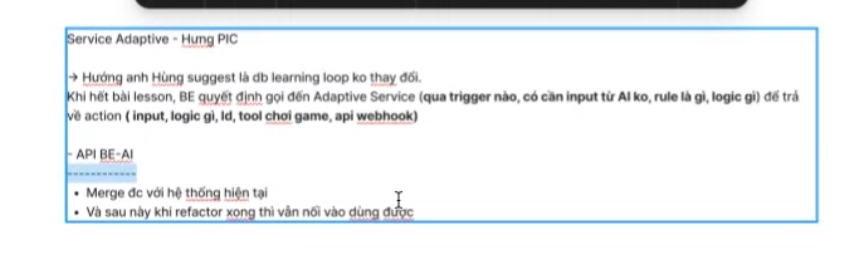 Service Adaptive - Hưng PIC
→ Hướng anh Hùng suggest là db learning loop ko thay đổi.
Khi hết bài lesson, BE quyết định gọi đến Adaptive Service (qua trigger nào, có cần input từ AI ko, rule là gì, logic gì) để trả
về action ( input, logic gì, Id, tool chơi game, api webhook)
- API BE-AI
------------
• Merge đc với hệ thống hiện tại
• Và sau này khi refactor xong thì vẫn nối vào dùng được